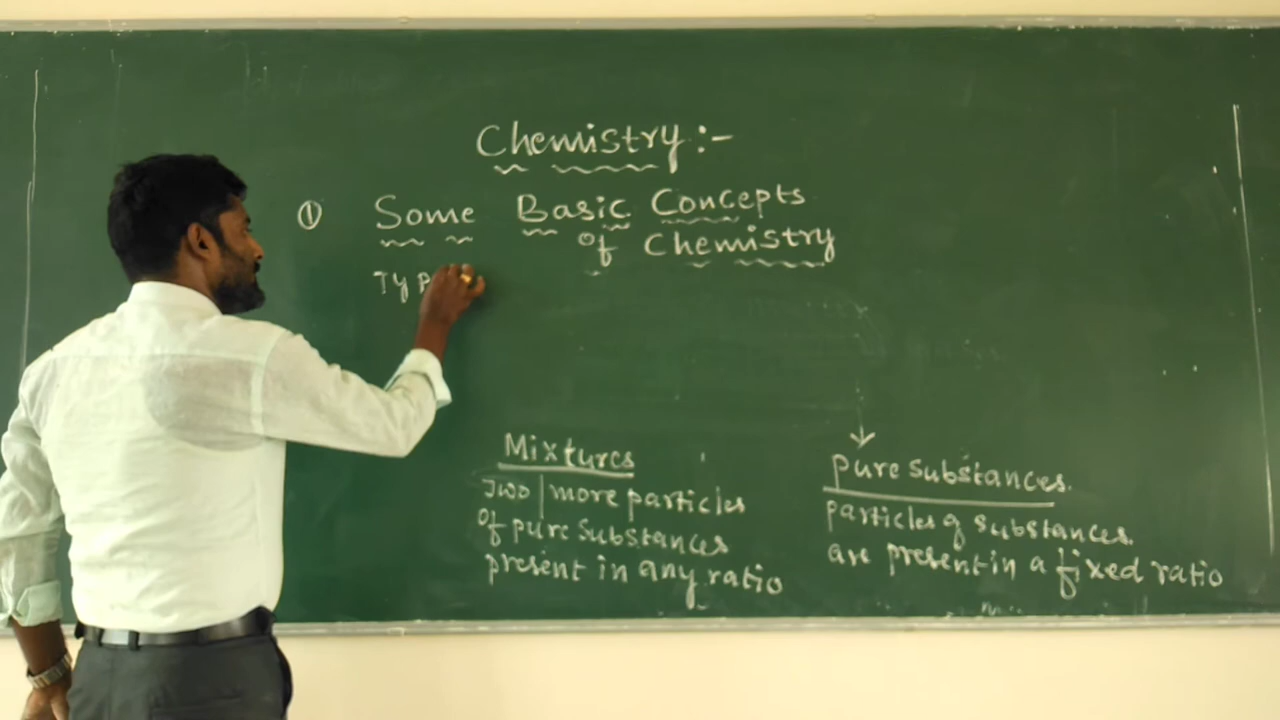 Chemistry:-
① Some Basic Concepts
of Chemistry
Typ
Mixtures
Two|more particles
of pure substances
present in any ratio
pure substances.
particles of substances
are present in a fixed ratio